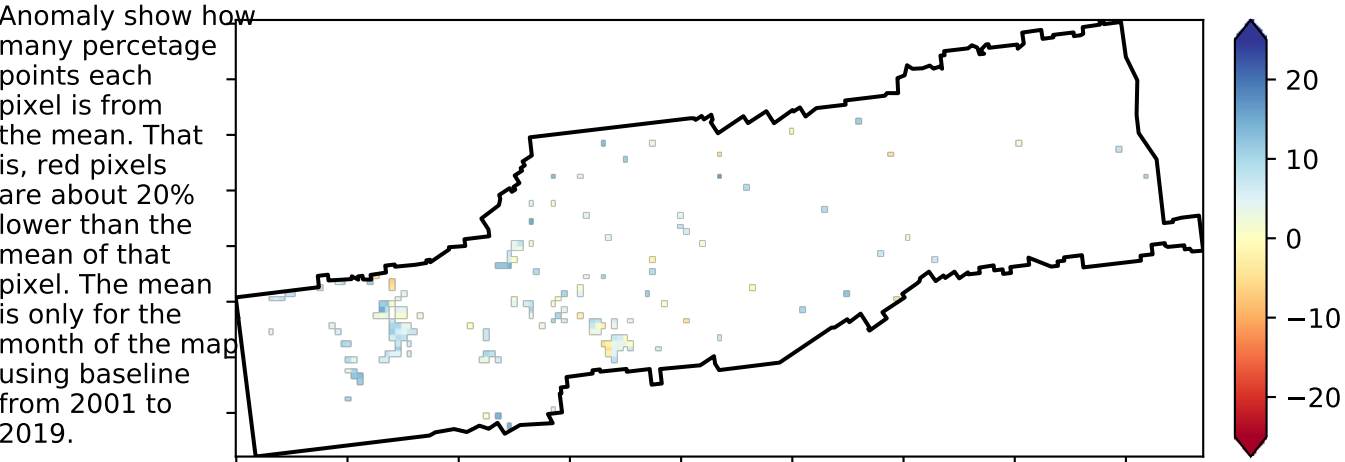 Anomaly show how
many percetage
points each
pixel is from
the mean. That
is, red pixels
are about 20%
lower than the
mean of that
pixel. The mean
is only for the
month of the map
using baseline
from 2001 to
2019.
20
10
0
−10
−20